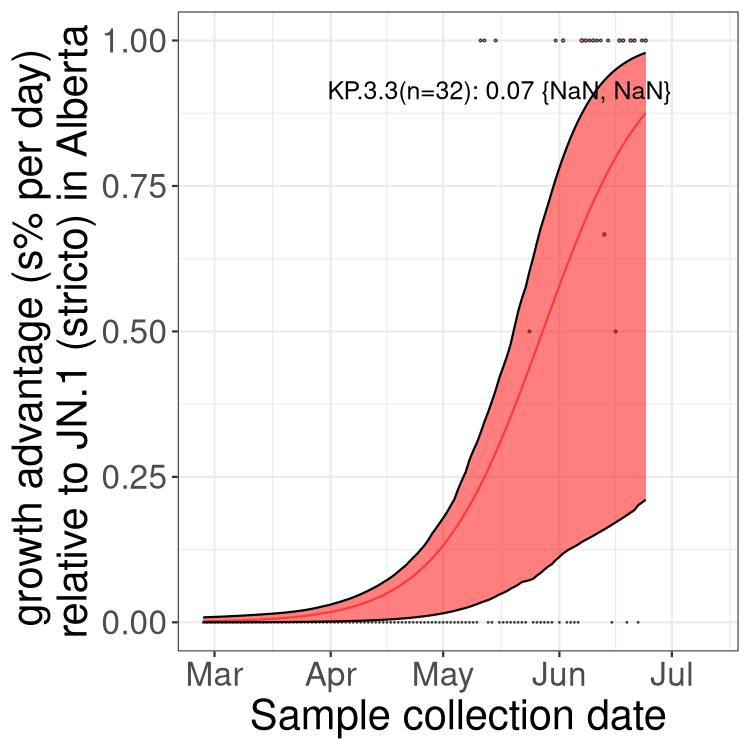 growth advantage (s% per day)
relative to JN.1 (stricto) in Alberta
1.00
0.75
0.50
0.25
0.00
KP.3.3(n=32): 0.07 {NaN, NaN}
Mar Apr May Jun Jul
Sample collection date